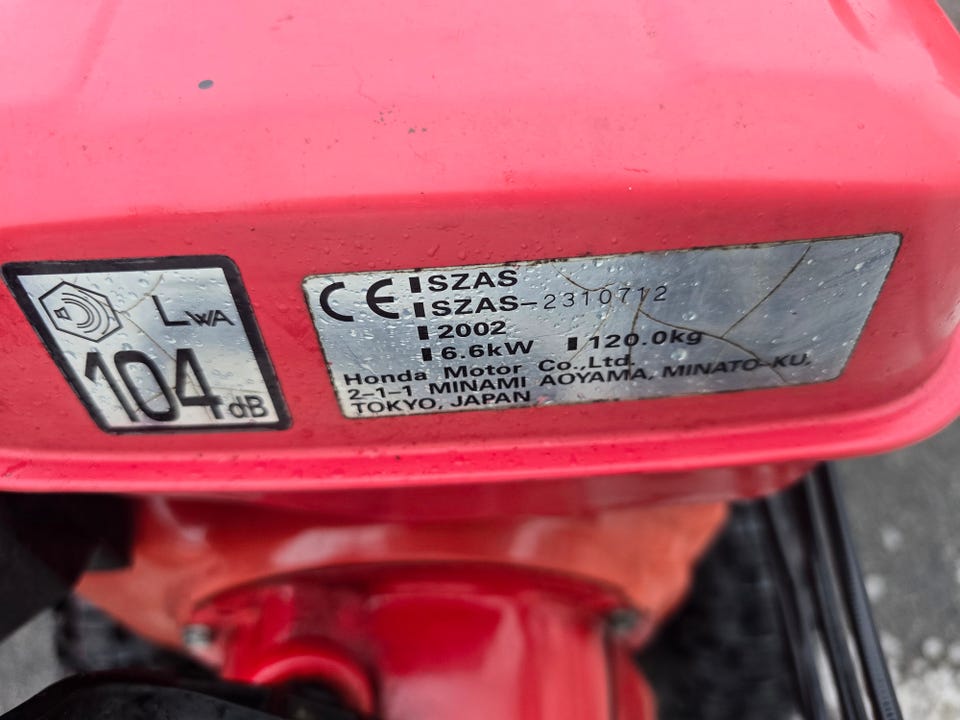 LWA
104dB
CE SZAS
SZAS-2310712
2002
6.6kW 120.0kg
Honda Motor Co.,Ltd.
2-1-1 MINAMI AOYAMA, MINATO-KU,
TOKYO, JAPAN